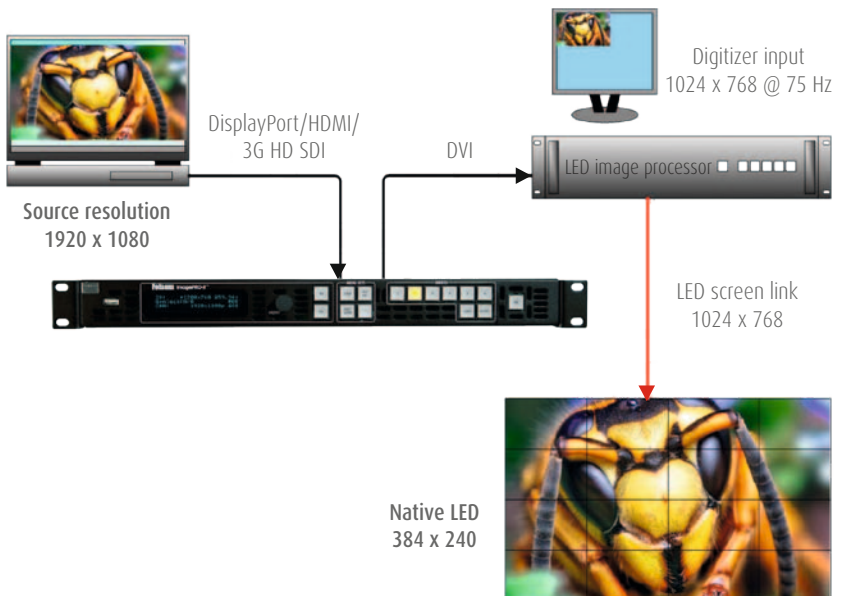 Digitizer input
1024 x 768 @ 75 Hz
DisplayPort/HDMI/
3G HD SDI
DVI
LED image processor
Source resolution
1920 x 1080
LED screen link
1024 x 768
Native LED
384 x 240